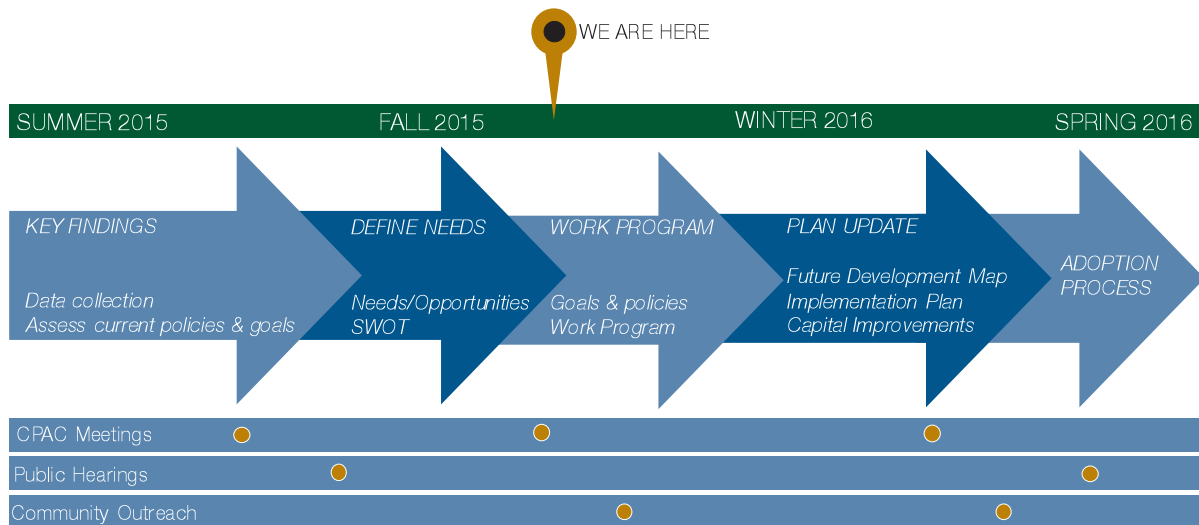 WE ARE HERE
SUMMER 2015
FALL 2015
WINTER 2016
SPRING 2016
KEY FINDINGS
Data collection
Assess current policies & goals
DEFINE NEEDS
Needs/Opportunities
SWOT
WORK PROGRAM
Goals & policies
Work Program
PLAN UPDATE
Future Development Map
Implementation Plan
Capital Improvements
ADOPTION
PROCESS
CPAC Meetings
Public Hearings
Community Outreach